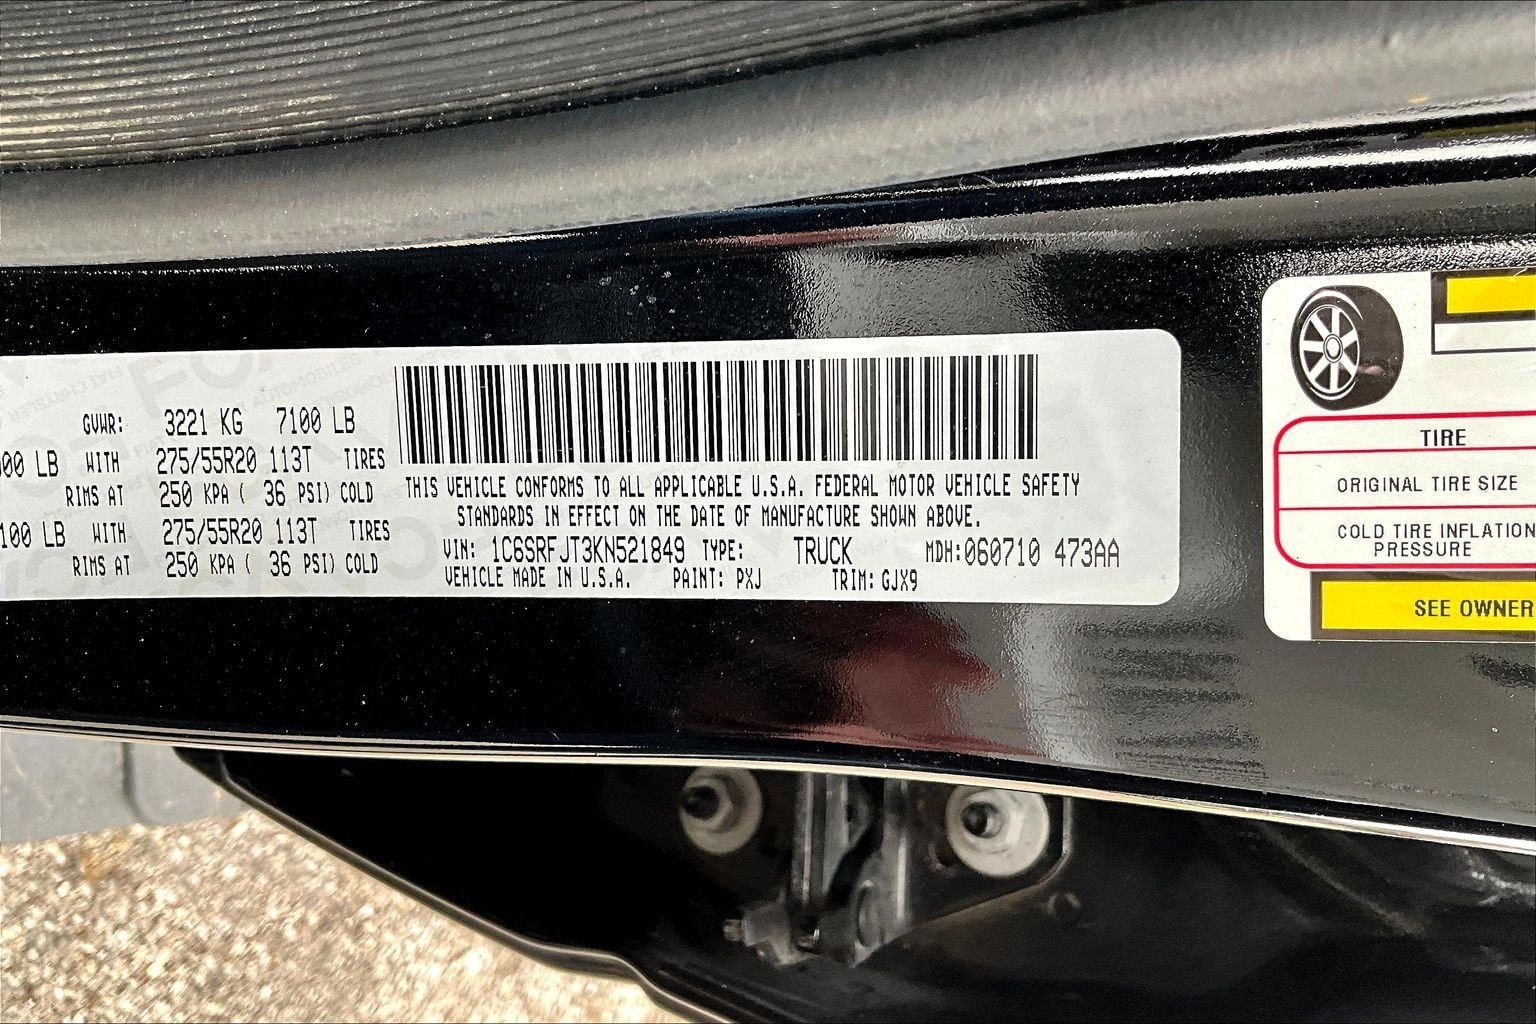 GVWR: 3221 KG 7100 LB
00 LB WITH 275/55R20 113T TIRES
RIMS AT 250 KPA ( 36 PSI) COLD
100 LB WITH 275/55R20 113T TIRES
RIMS AT 250 KPA ( 36 PSI) COLD
THIS VEHICLE CONFORMS TO ALL APPLICABLE U.S.A. FEDERAL MOTOR VEHICLE SAFETY
STANDARDS IN EFFECT ON THE DATE OF MANUFACTURE SHOWN ABOVE.
VIN: 1C6SRFJT3KN521849 TYPE: TRUCK MDH:060710 473AA
VEHICLE MADE IN U.S.A. PAINT: PXJ TRIM: GJX9
TIRE
ORIGINAL TIRE SIZE
COLD TIRE INFLATION
PRESSURE
SEE OWNER